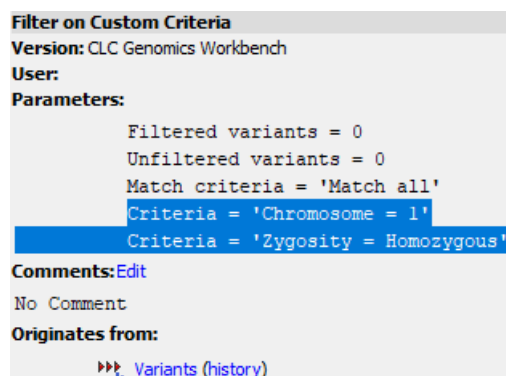 Filter on Custom Criteria
Version: CLC Genomics Workbench
User:
Parameters:
Filtered variants = 0
Unfiltered variants = 0
Match criteria = 'Match all'
Criteria = 'Chromosome = 1'
Criteria = 'Zygosity = Homozygous'
Comments: Edit
No Comment
Originates from:
Variants (history)